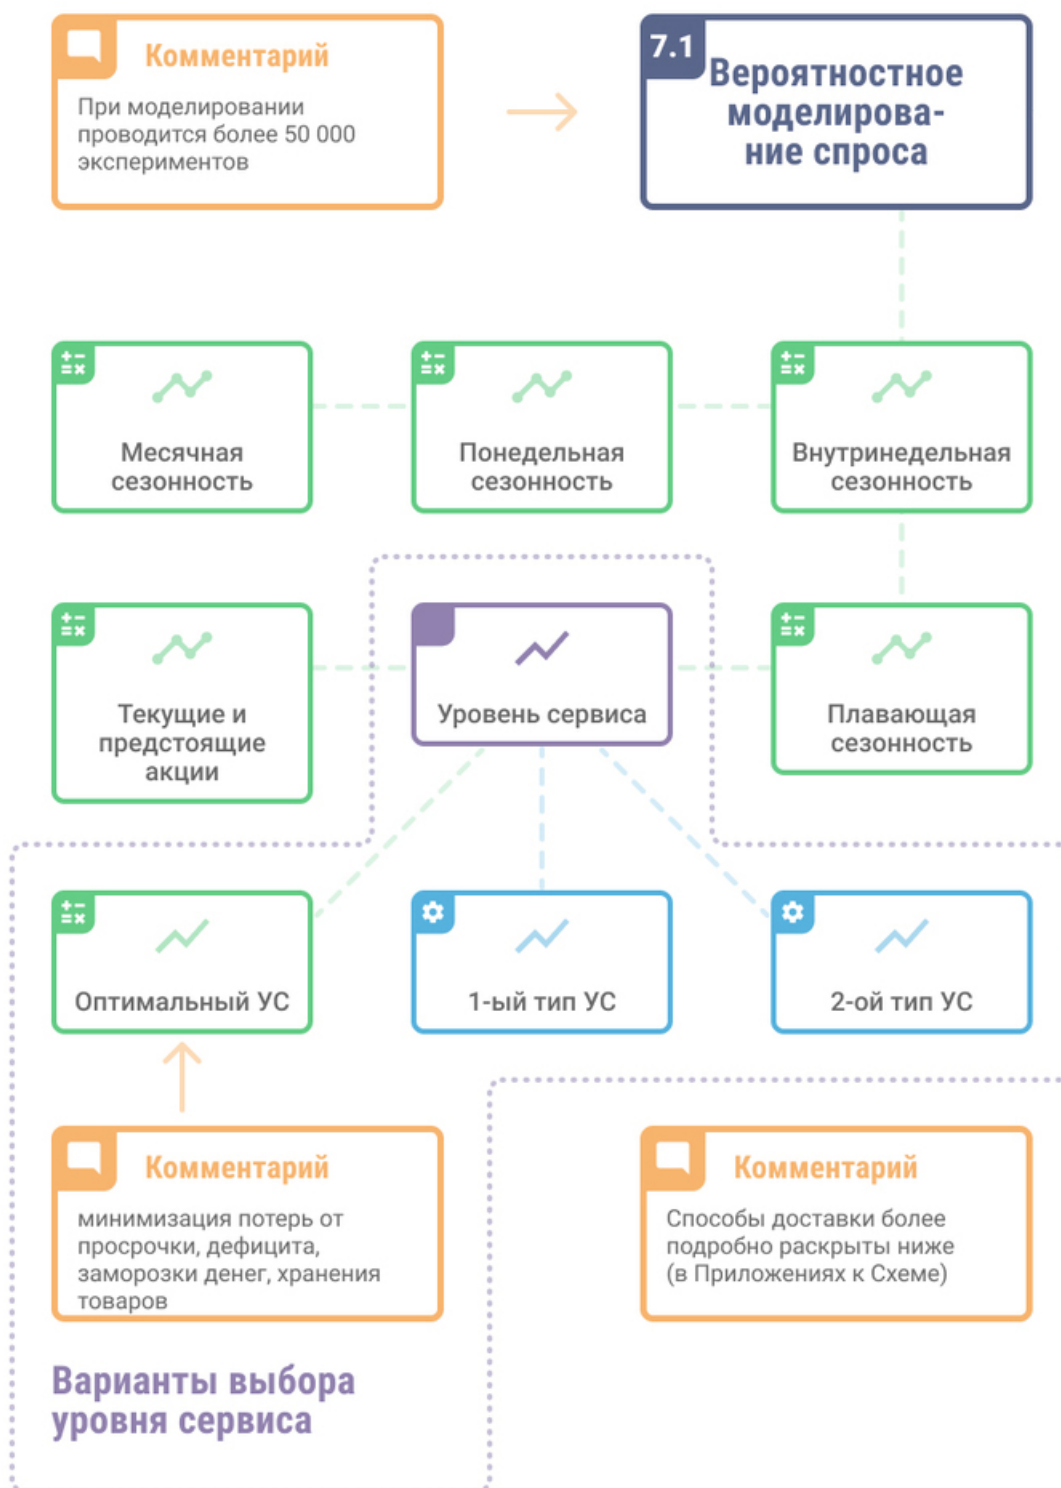 Комментарий
При моделировании
проводится более 50 000
экспериментов
7.1
Вероятностное
моделирова-
ние спроса
Месячная
сезонность
Понедельная
сезонность
Внутринедельная
сезонность
Текущие и
предстоящие
акции
Уровень сервиса
Плавающая
сезонность
Оптимальный УС
1-ый тип УС
2-ой тип УС
Комментарий
минимизация потерь от
просрочки, дефицита,
заморозки денег, хранения
товаров
Комментарий
Способы доставки более
подробно раскрыты ниже
(в Приложениях к Схеме)
Варианты выбора
уровня сервиса